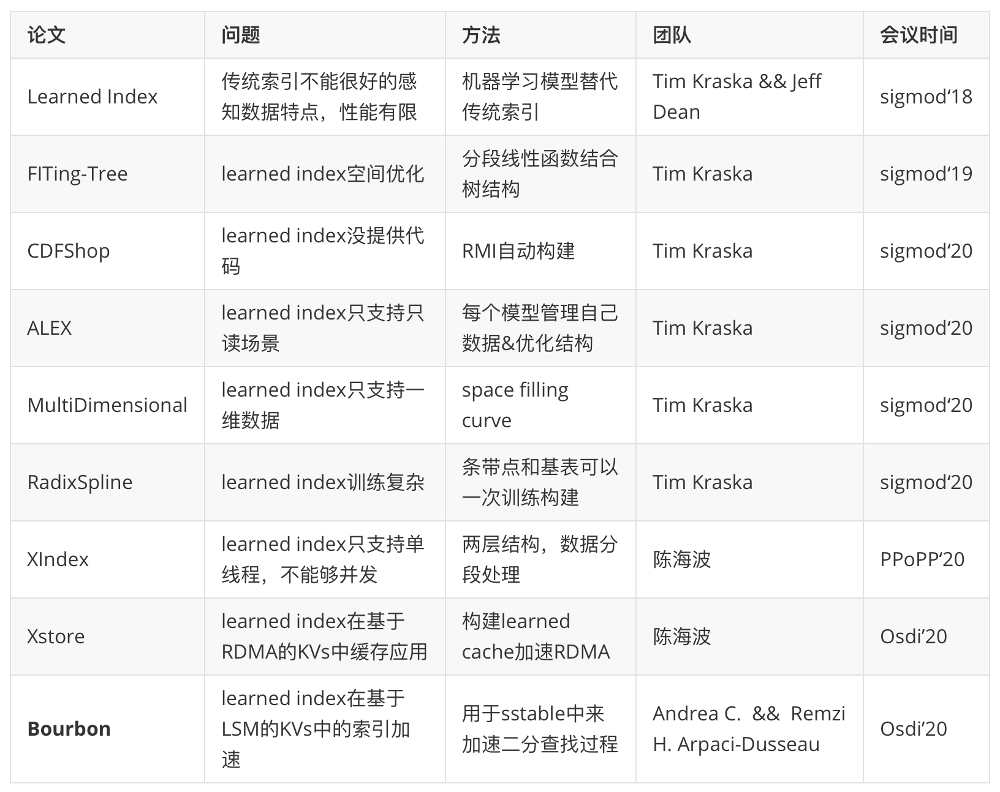 论文 问题 方法 团队 会议时间
Learned Index
传统索引不能很好的感
知数据特点，性能有限
机器学习模型替代
传统索引
Tim Kraska && Jeff
Dean
sigmod‘18
FITing-Tree
learned index空间优化
分段线性函数结合
树结构
Tim Kraska
sigmod‘19
CDFShop
learned index没提供代
码
RMI自动构建
Tim Kraska
sigmod‘20
ALEX
learned index只支持只
读场景
每个模型管理自己
数据&优化结构
Tim Kraska
sigmod‘20
MultiDimensional
learned index只支持一
维数据
space filling
curve
Tim Kraska
sigmod‘20
RadixSpline
learned index训练复杂
条带点和基表可以
一次训练构建
Tim Kraska
sigmod‘20
XIndex
learned index只支持单
线程，不能够并发
两层结构，数据分
段处理
陈海波
PPoPP‘20
Xstore
learned index在基于
RDMA的KVs中缓存应用
构建learned
cache加速RDMA
陈海波
Osdi’20
Bourbon
learned index在基于
LSM的KVs中的索引加
速
用于sstable中来
加速二分查找过程
Andrea C. && Remzi
H. Arpaci-Dusseau
Osdi’20